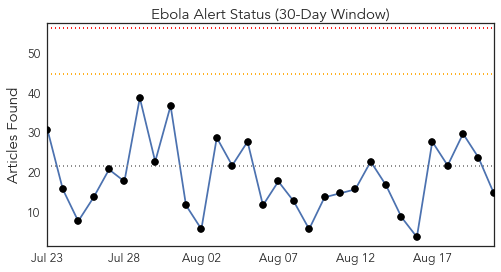 Ebola Alert Status (30-Day Window)
Articles Found
50
40
30
20
10
Jul 23 Jul 28 Aug 02 Aug 07 Aug 12 Aug 17